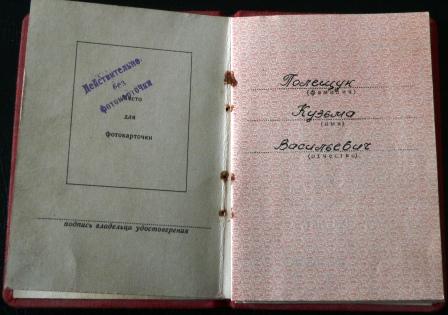 Действительно
без
фотокарточки
место
для
фотокарточки
подпись владельца удостоверения
Полещук
(фамилия)
Кузьма
(имя)
Васильевич
(отчество)